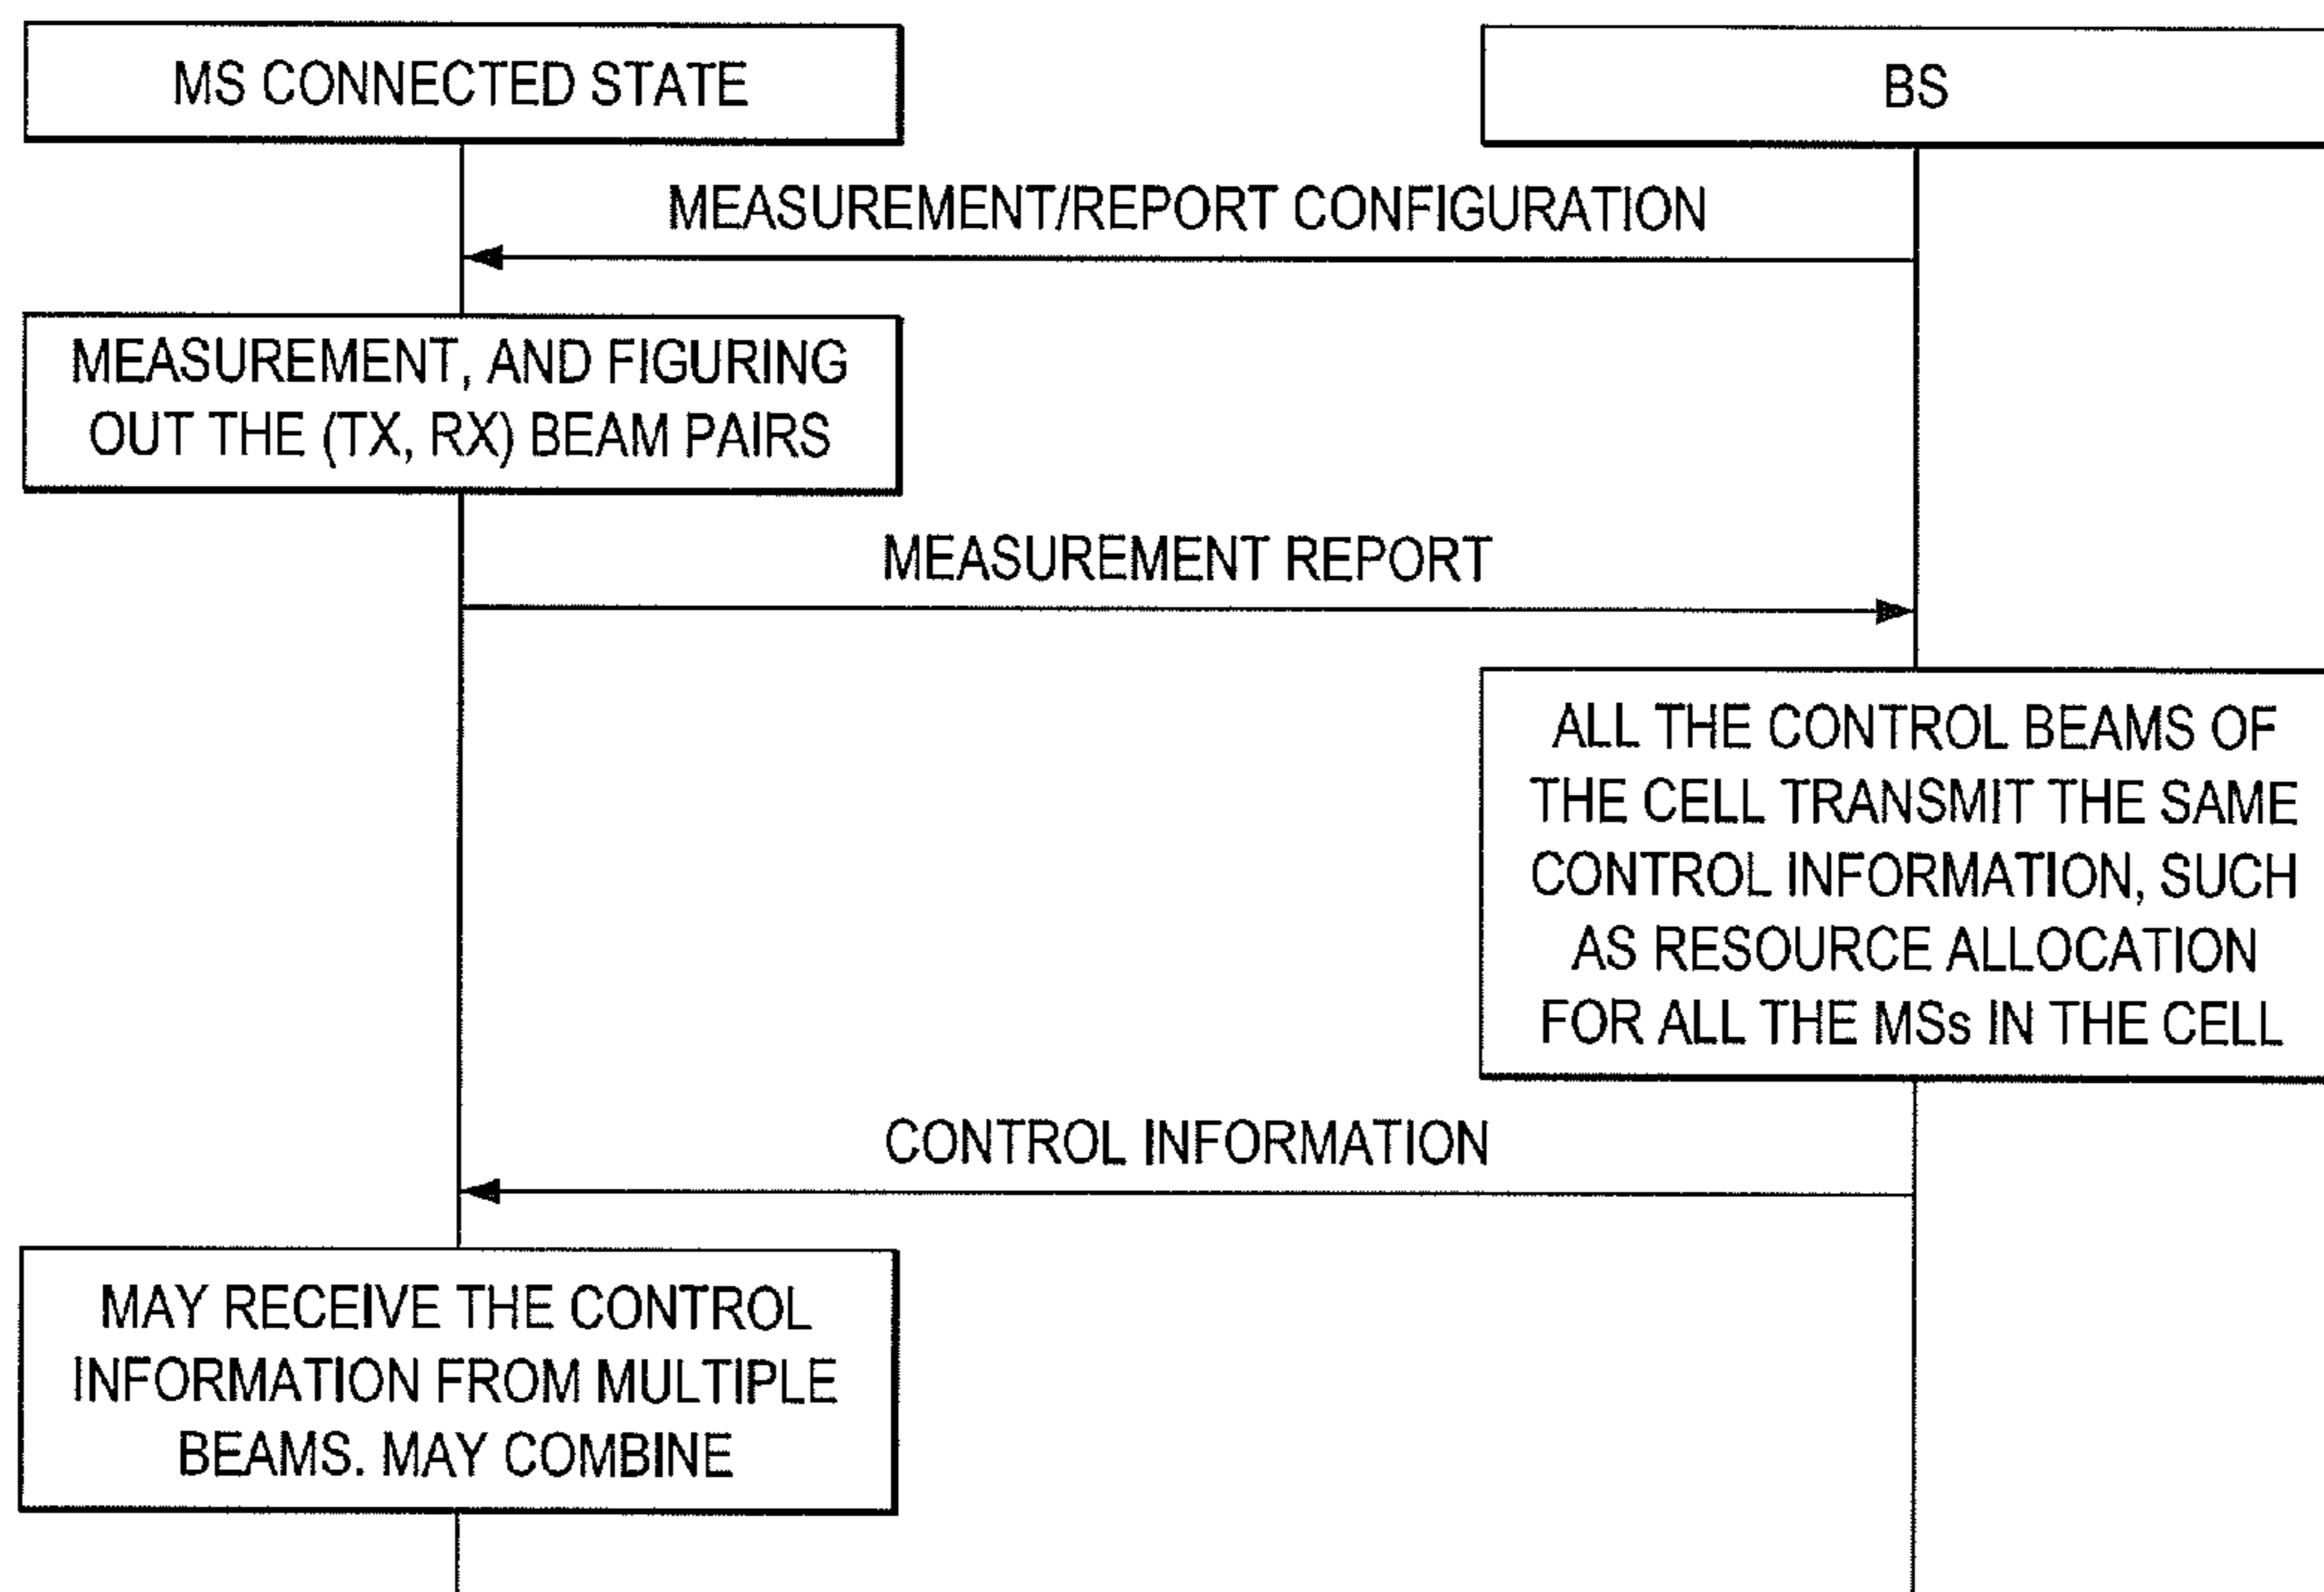 MS CONNECTED STATE
BS
MEASUREMENT/REPORT CONFIGURATION
MEASUREMENT, AND FIGURING
OUT THE (TX, RX) BEAM PAIRS
MEASUREMENT REPORT
ALL THE CONTROL BEAMS OF
THE CELL TRANSMIT THE SAME
CONTROL INFORMATION, SUCH
AS RESOURCE ALLOCATION
FOR ALL THE MSs IN THE CELL
CONTROL INFORMATION
MAY RECEIVE THE CONTROL
INFORMATION FROM MULTIPLE
BEAMS. MAY COMBINE